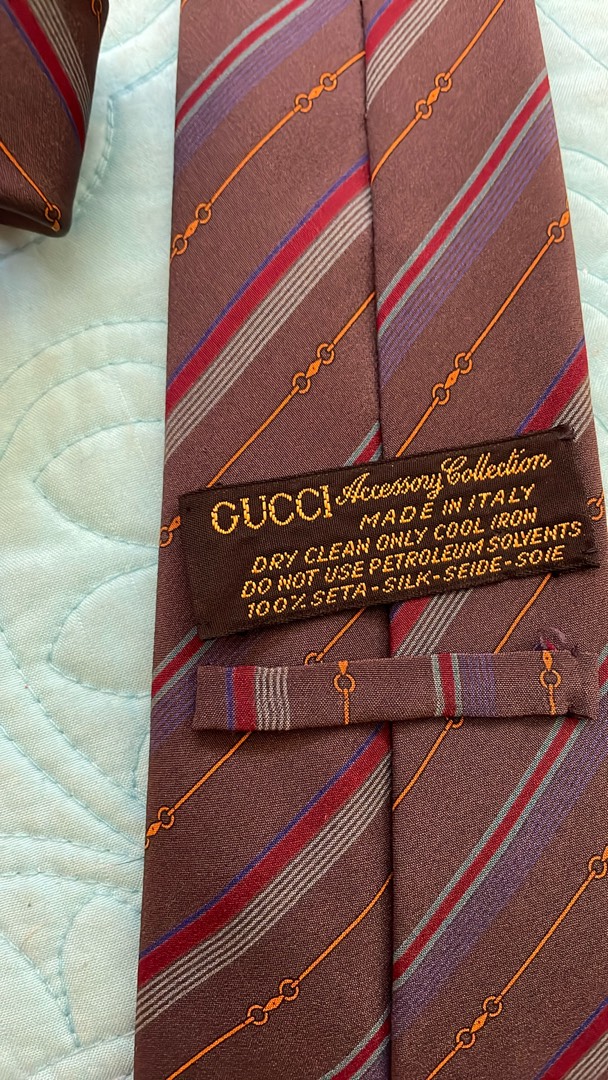 GUCCI Accessory Collection
MADE IN ITALY
DRY CLEAN ONLY COOL IRON
DO NOT USE PETROLEUM SOLVENTS
100% SETA-SILK-SEIDE-SOIE